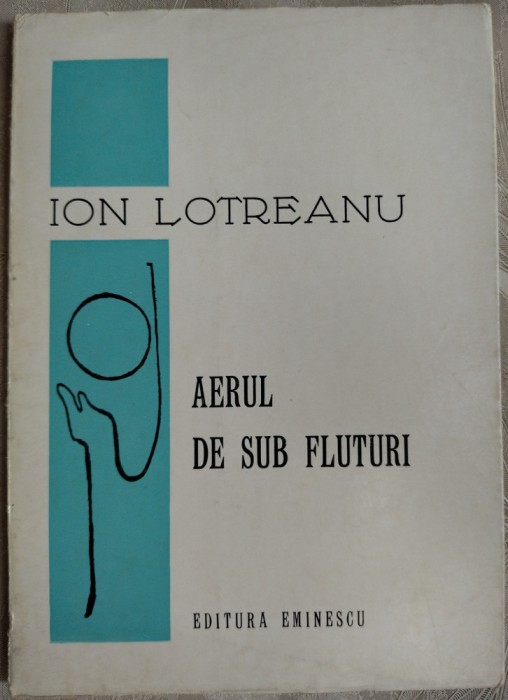 ION LOTREANU
AERUL
DE SUB FLUTURI
EDITURA EMINESCU